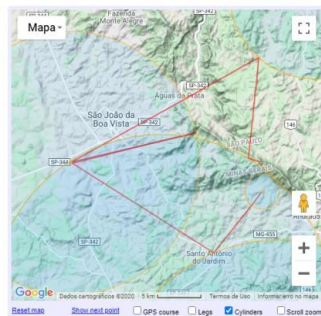 Mapa
Fazenda
Monte Alegre
SP-342
SP-342
Águas da Prata
São João da
Boa Vista
SP-342
146
SÃO PAULO
SP-344
MINAS GERAIS
Andradas
MG-455
SP-342
Santo Antônio
do Jardim
146
Google
Dados cartográficos ©2020
5 km
Termos de Uso
Informar erro no mapa
Reset map
Show next point
GPS course
Legs
Cylinders
Scroll zoom